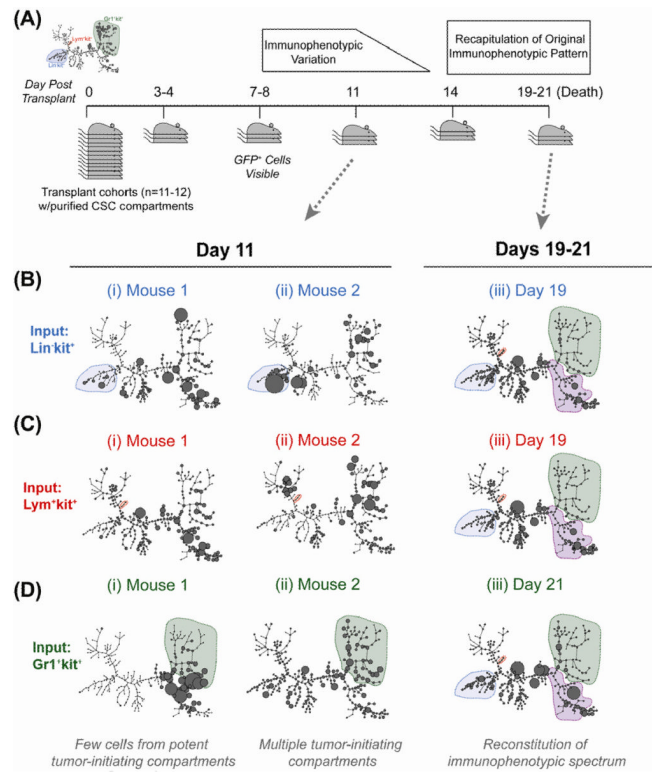 (A)
Gr1+kit+
Lym+kit+
Lin-kit+
Immunophenotypic
Variation
Recapitulation of Original
Immunophenotypic Pattern
Day Post
Transplant
0 3-4 7-8 11 14 19-21 (Death)
GFP+ Cells
Visible
Transplant cohorts (n=11-12)
w/purified CSC compartments
Day 11 Days 19-21
(B)
(i) Mouse 1 (ii) Mouse 2 (iii) Day 19
Input:
Lin-kit+
(C)
(i) Mouse 1 (ii) Mouse 2 (iii) Day 19
Input:
Lym+kit+
(D)
(i) Mouse 1 (ii) Mouse 2 (iii) Day 21
Input:
Gr1+kit+
Few cells from potent
tumor-initiating compartments
Multiple tumor-initiating
compartments
Reconstitution of
immunophenotypic spectrum